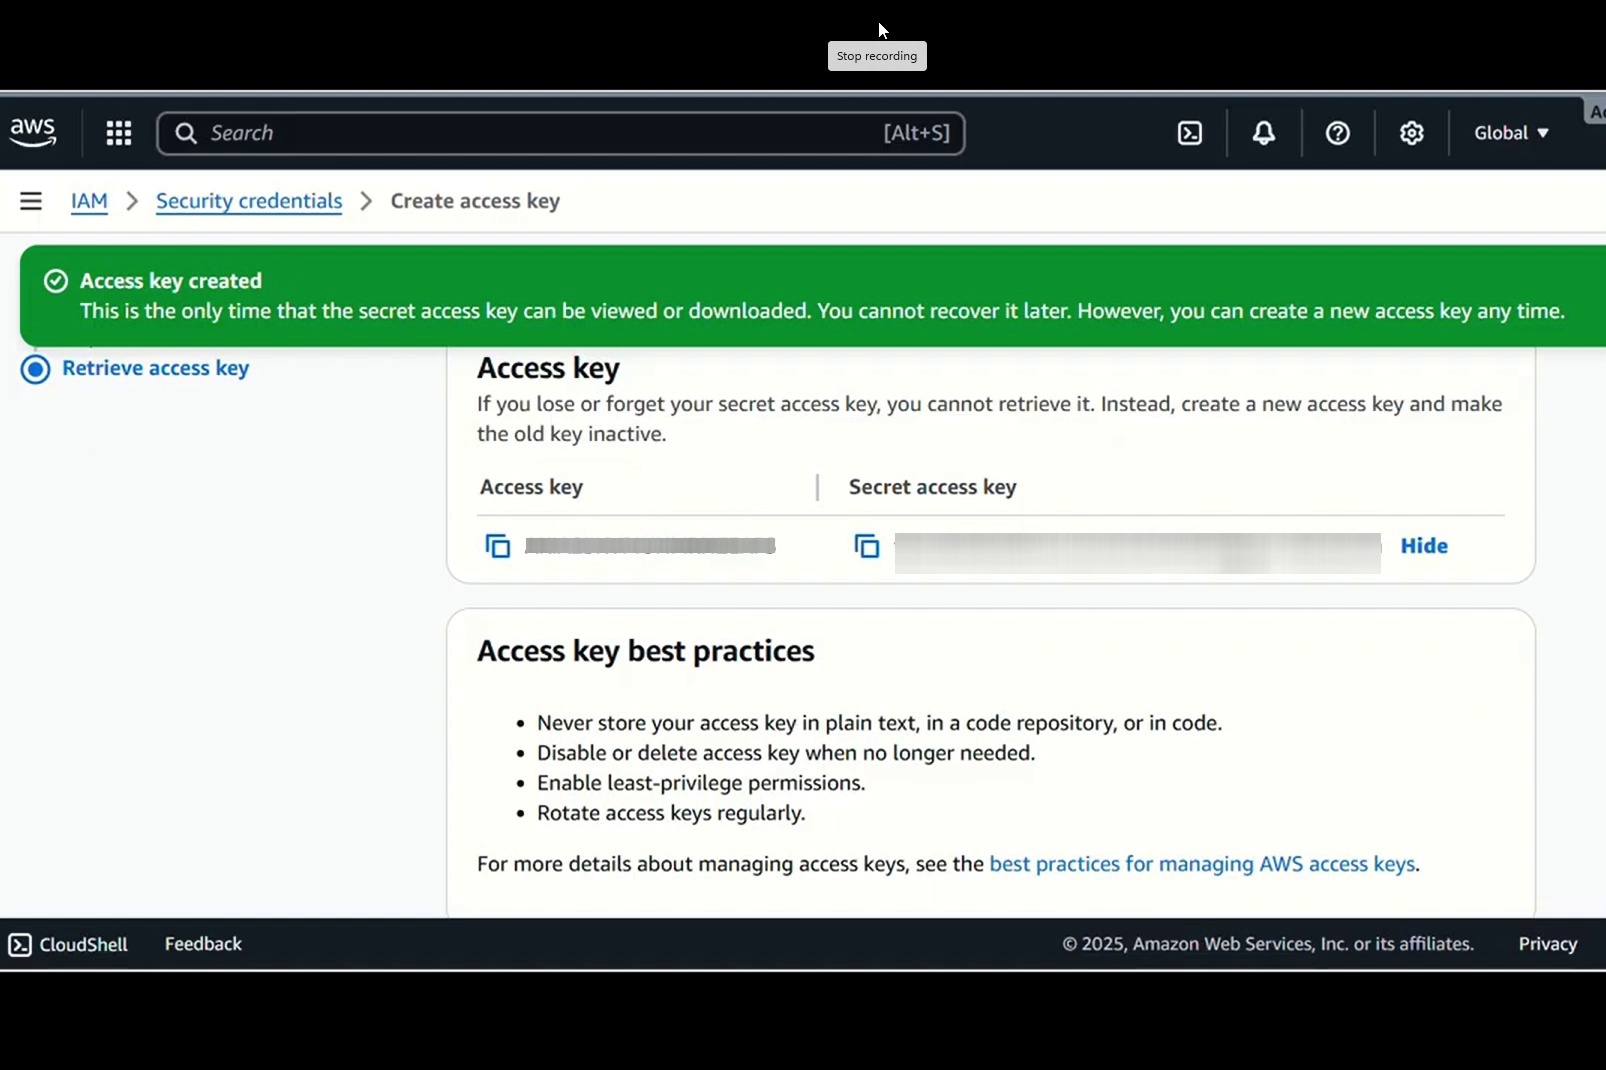 Stop recording
aws
Search [Alt+S]
Global
IAM > Security credentials > Create access key
Access key created
This is the only time that the secret access key can be viewed or downloaded. You cannot recover it later. However, you can create a new access key any time.
Retrieve access key
Access key
If you lose or forget your secret access key, you cannot retrieve it. Instead, create a new access key and make
the old key inactive.
Access key | Secret access key
Hide
Access key best practices
• Never store your access key in plain text, in a code repository, or in code.
• Disable or delete access key when no longer needed.
• Enable least-privilege permissions.
• Rotate access keys regularly.
For more details about managing access keys, see the best practices for managing AWS access keys.
CloudShell Feedback © 2025, Amazon Web Services, Inc. or its affiliates. Privacy